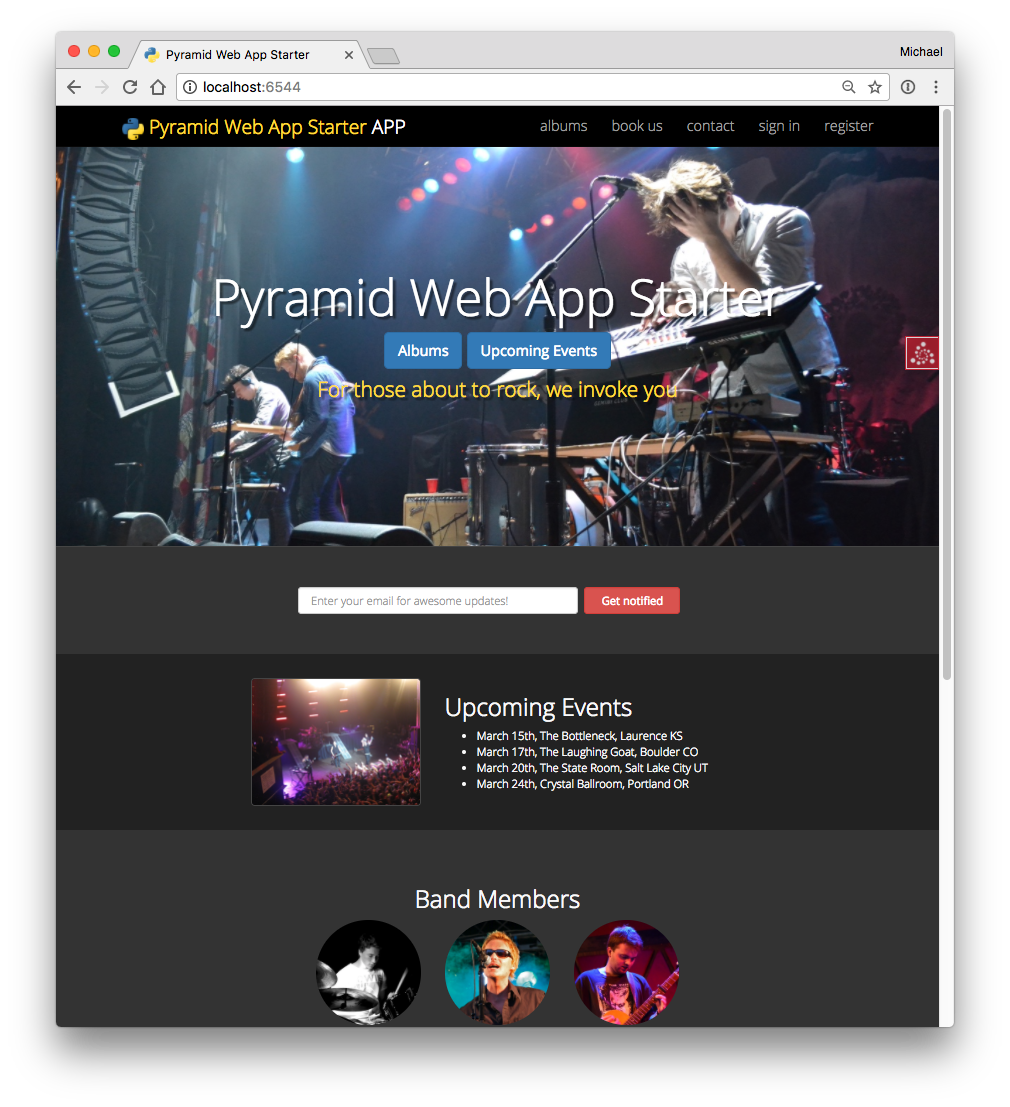 Pyramid Web App Starter
Michael
localhost:6544
Pyramid Web App Starter APP
albums
book us
contact
sign in
register
Pyramid Web App Starter
Albums
Upcoming Events
For those about to rock, we invoke you
Enter your email for awesome updates!
Get notified
Upcoming Events
March 15th, The Bottleneck, Laurence KS
March 17th, The Laughing Goat, Boulder CO
March 20th, The State Room, Salt Lake City UT
March 24th, Crystal Ballroom, Portland OR
Band Members